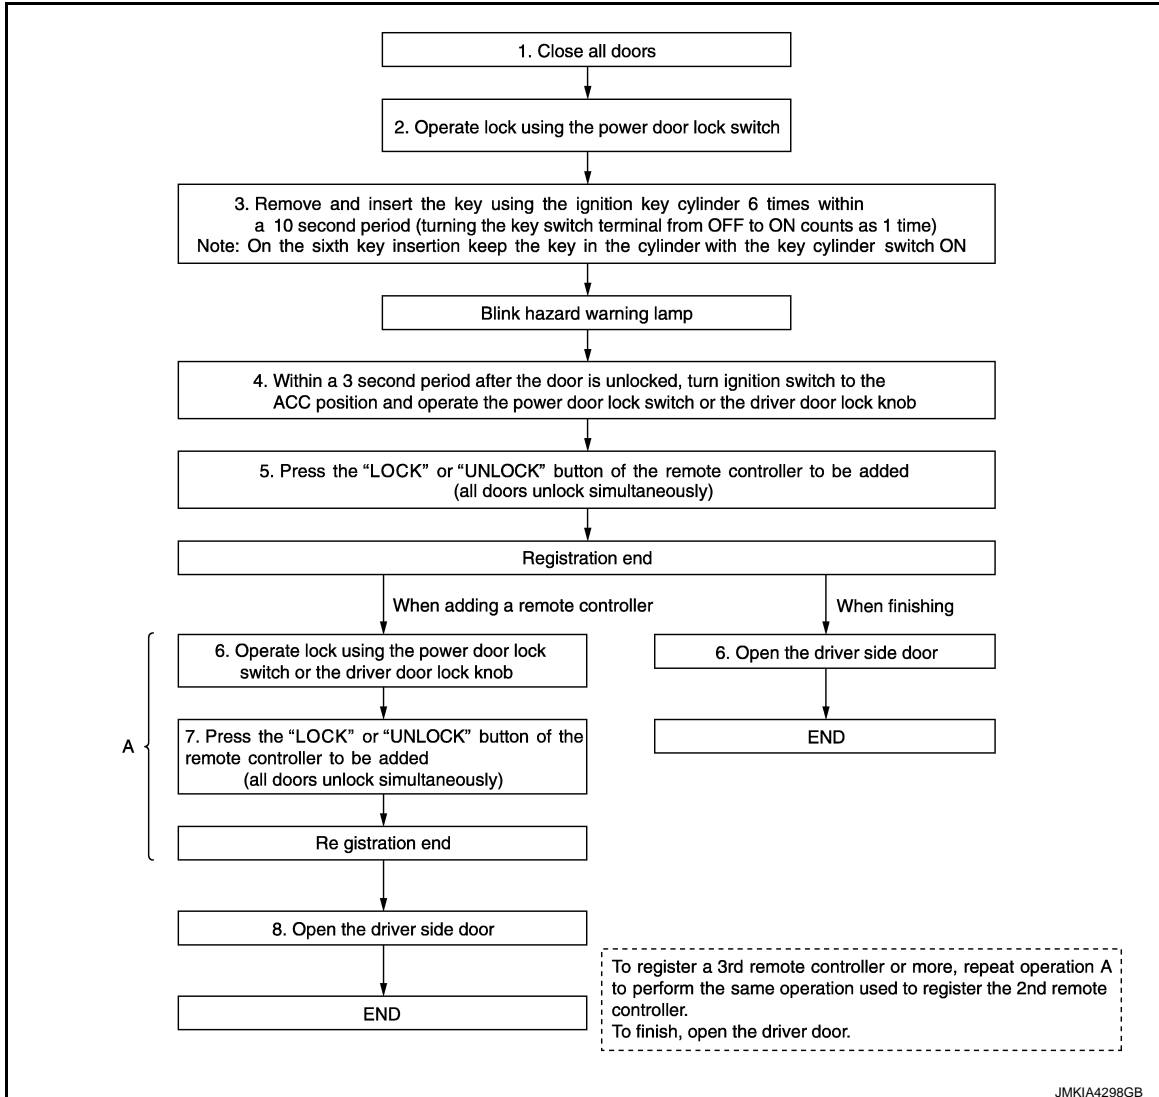 1. Close all doors
2. Operate lock using the power door lock switch
3. Remove and insert the key using the ignition key cylinder 6 times within
a 10 second period (turning the key switch terminal from OFF to ON counts as 1 time)
Note: On the sixth key insertion keep the key in the cylinder with the key cylinder switch ON
Blink hazard warning lamp
4. Within a 3 second period after the door is unlocked, turn ignition switch to the
ACC position and operate the power door lock switch or the driver door lock knob
5. Press the “LOCK” or “UNLOCK” button of the remote controller to be added
(all doors unlock simultaneously)
Registration end
When adding a remote controller
When finishing
A
6. Operate lock using the power door lock
switch or the driver door lock knob
6. Open the driver side door
7. Press the “LOCK” or “UNLOCK” button of the
remote controller to be added
(all doors unlock simultaneously)
END
Re gistration end
8. Open the driver side door
END
To register a 3rd remote controller or more, repeat operation A
to perform the same operation used to register the 2nd remote
controller.
To finish, open the driver door.
JMKIA4298GB